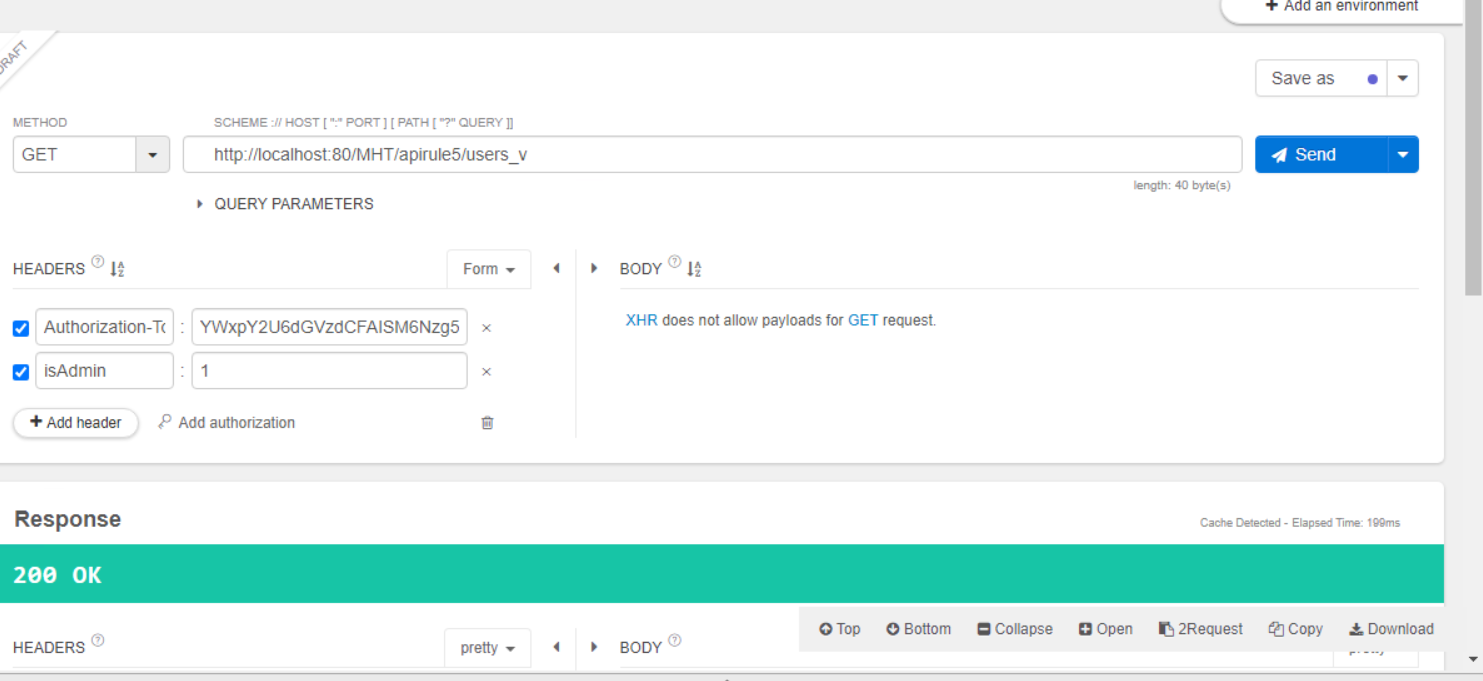 + Add an environment
DRAFT
Save as
METHOD
SCHEME :// HOST [ ":" PORT ] [ PATH [ "?" QUERY ]]
GET
http://localhost:80/MHT/apirule5/users_v
Send
length: 40 byte(s)
QUERY PARAMETERS
HEADERS ? Form
BODY ?
Authorization-To : YWxpY2U6dGVzdCFAISM6Nzg5 ×
XHR does not allow payloads for GET request.
isAdmin : 1 ×
+ Add header
Add authorization
Response
Cache Detected - Elapsed Time: 199ms
200 OK
Top Bottom Collapse Open 2Request Copy Download
HEADERS ? pretty
BODY ? pretty